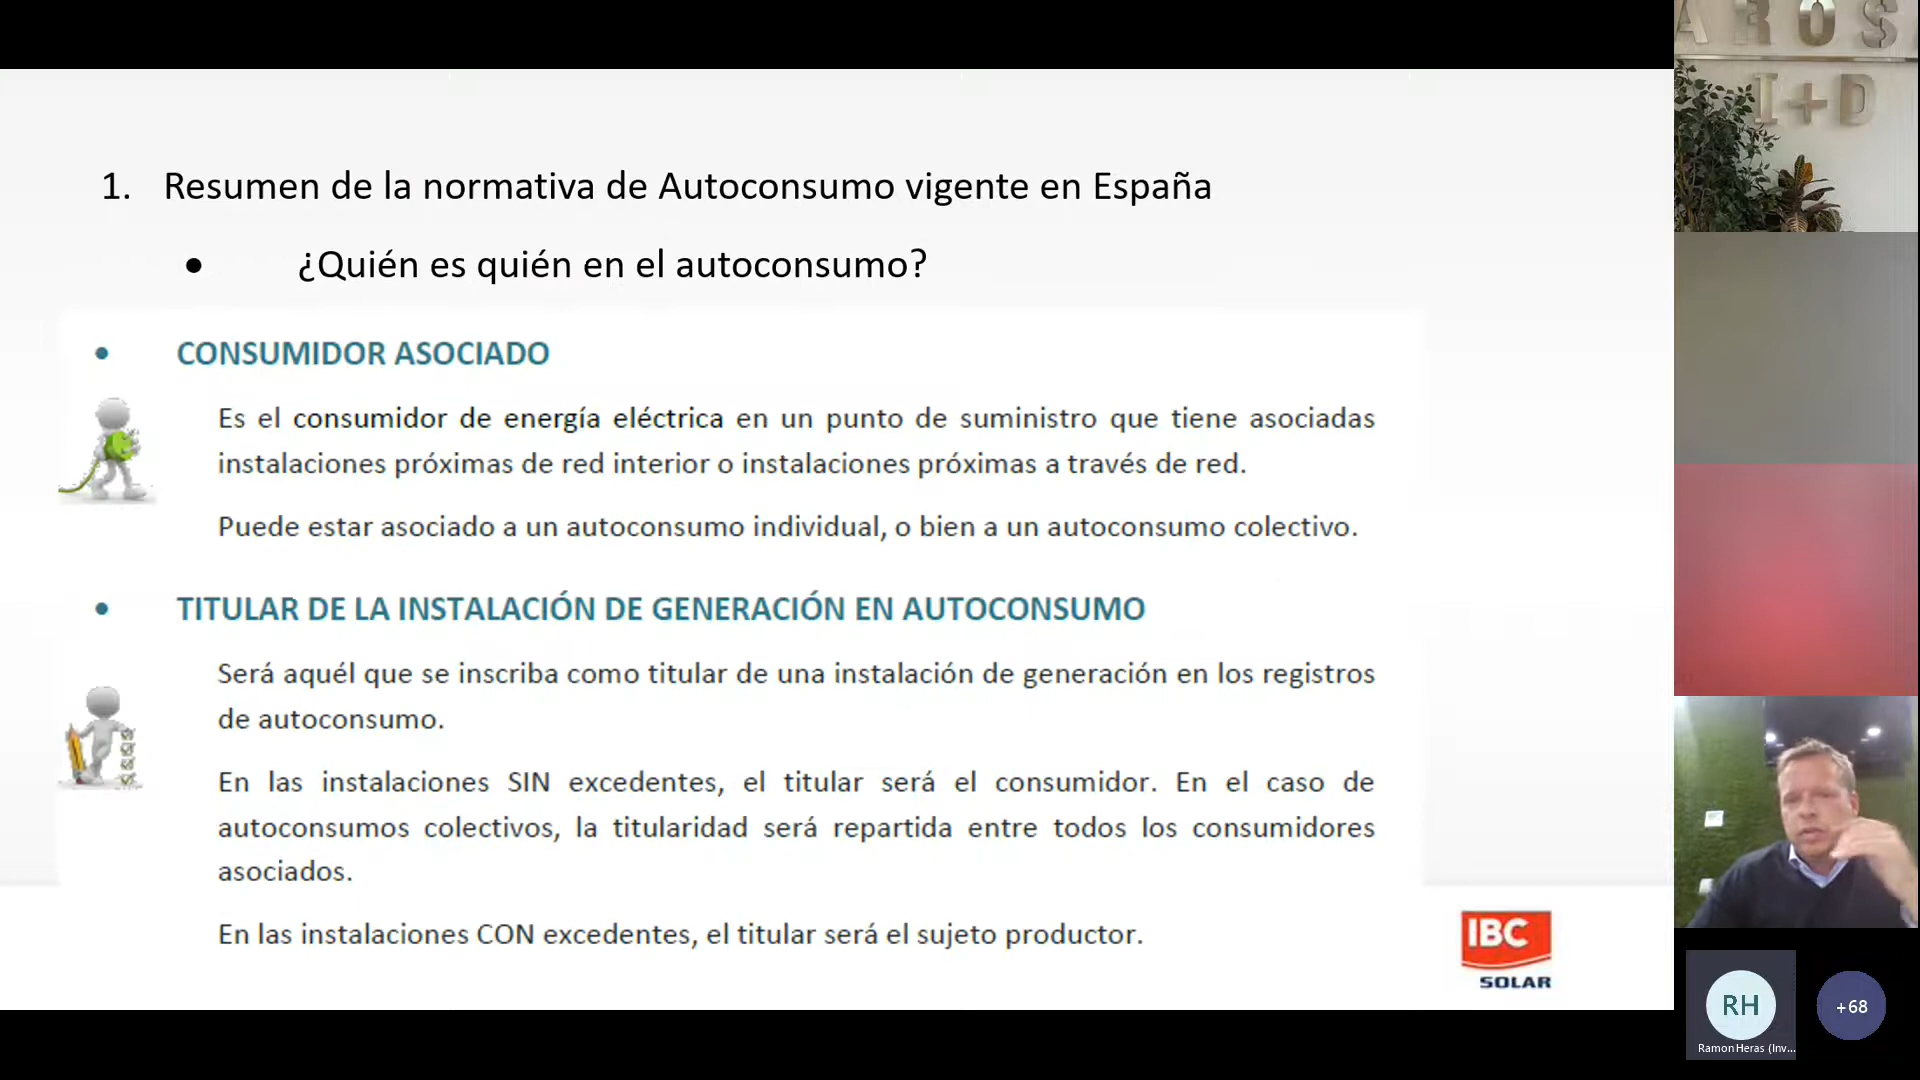 AROSA
I+D
1. Resumen de la normativa de Autoconsumo vigente en España
• ¿Quién es quién en el autoconsumo?
• CONSUMIDOR ASOCIADO
Es el consumidor de energía eléctrica en un punto de suministro que tiene asociadas
instalaciones próximas de red interior o instalaciones próximas a través de red.
Puede estar asociado a un autoconsumo individual, o bien a un autoconsumo colectivo.
• TITULAR DE LA INSTALACIÓN DE GENERACIÓN EN AUTOCONSUMO
Será aquél que se inscriba como titular de una instalación de generación en los registros
de autoconsumo.
En las instalaciones SIN excedentes, el titular será el consumidor. En el caso de
autoconsumos colectivos, la titularidad será repartida entre todos los consumidores
asociados.
En las instalaciones CON excedentes, el titular será el sujeto productor.
IBC
SOLAR
RH
+68
Ramon Heras (Inv...